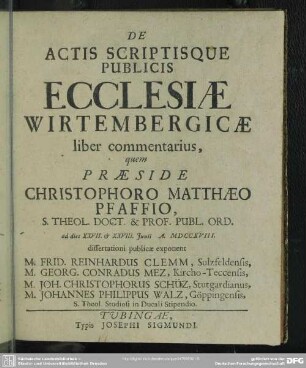 DE
ACTIS SCRIPTISQUE
PUBLICIS
ECCLESIÆ
WIRTEMBERGICÆ
liber commentarius,
quem
PRÆSIDE
CHRISTOPHORO MATTHÆO
PFAFFIO,
S. THEOL. DOCT. & PROF. PUBL. ORD.
ad dies XXVII. & XXVIII. Junii A. MDCCXVIII.
dissertationi publicæ exponent
M. FRID. REINHARDUS CLEMM, Sulzfeldensis,
M. GEORG. CONRADUS MEZ, Kircho-Teccensis,
M. JOH. CHRISTOPHORUS SCHÜZ, Stutgardianus,
M. JOHANNES PHILIPPUS WALZ, Göppingensis,
S. Theol. Studiosi in Ducali Stipendio.
TUBINGAE,
Typis JOSEPHI SIGMUNDI.
DFG